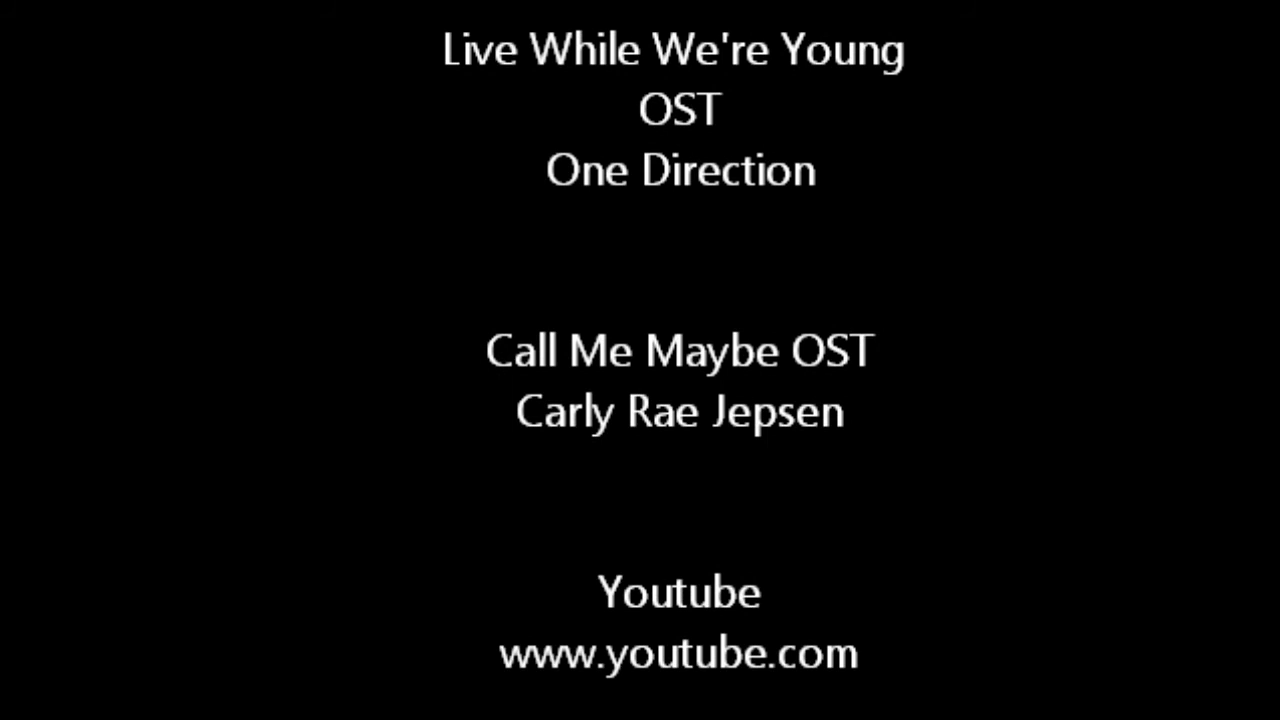 Live While We're Young
OST
One Direction
Call Me Maybe OST
Carly Rae Jepsen
Youtube
www.youtube.com